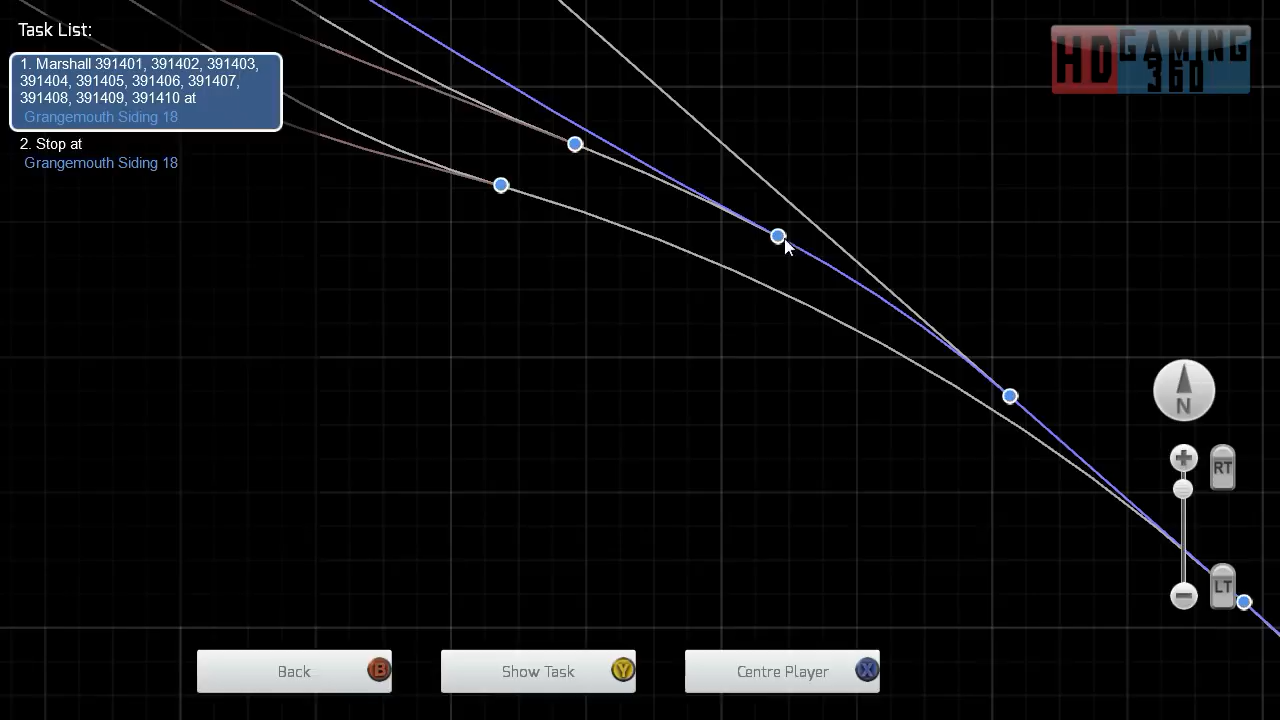 Task List:
1. Marshall 391401, 391402, 391403,
391404, 391405, 391406, 391407,
391408, 391409, 391410 at
Grangemouth Siding 18
2. Stop at
Grangemouth Siding 18
HD GAMING
360
N
RT
LT
Back B
Show Task Y
Centre Player X